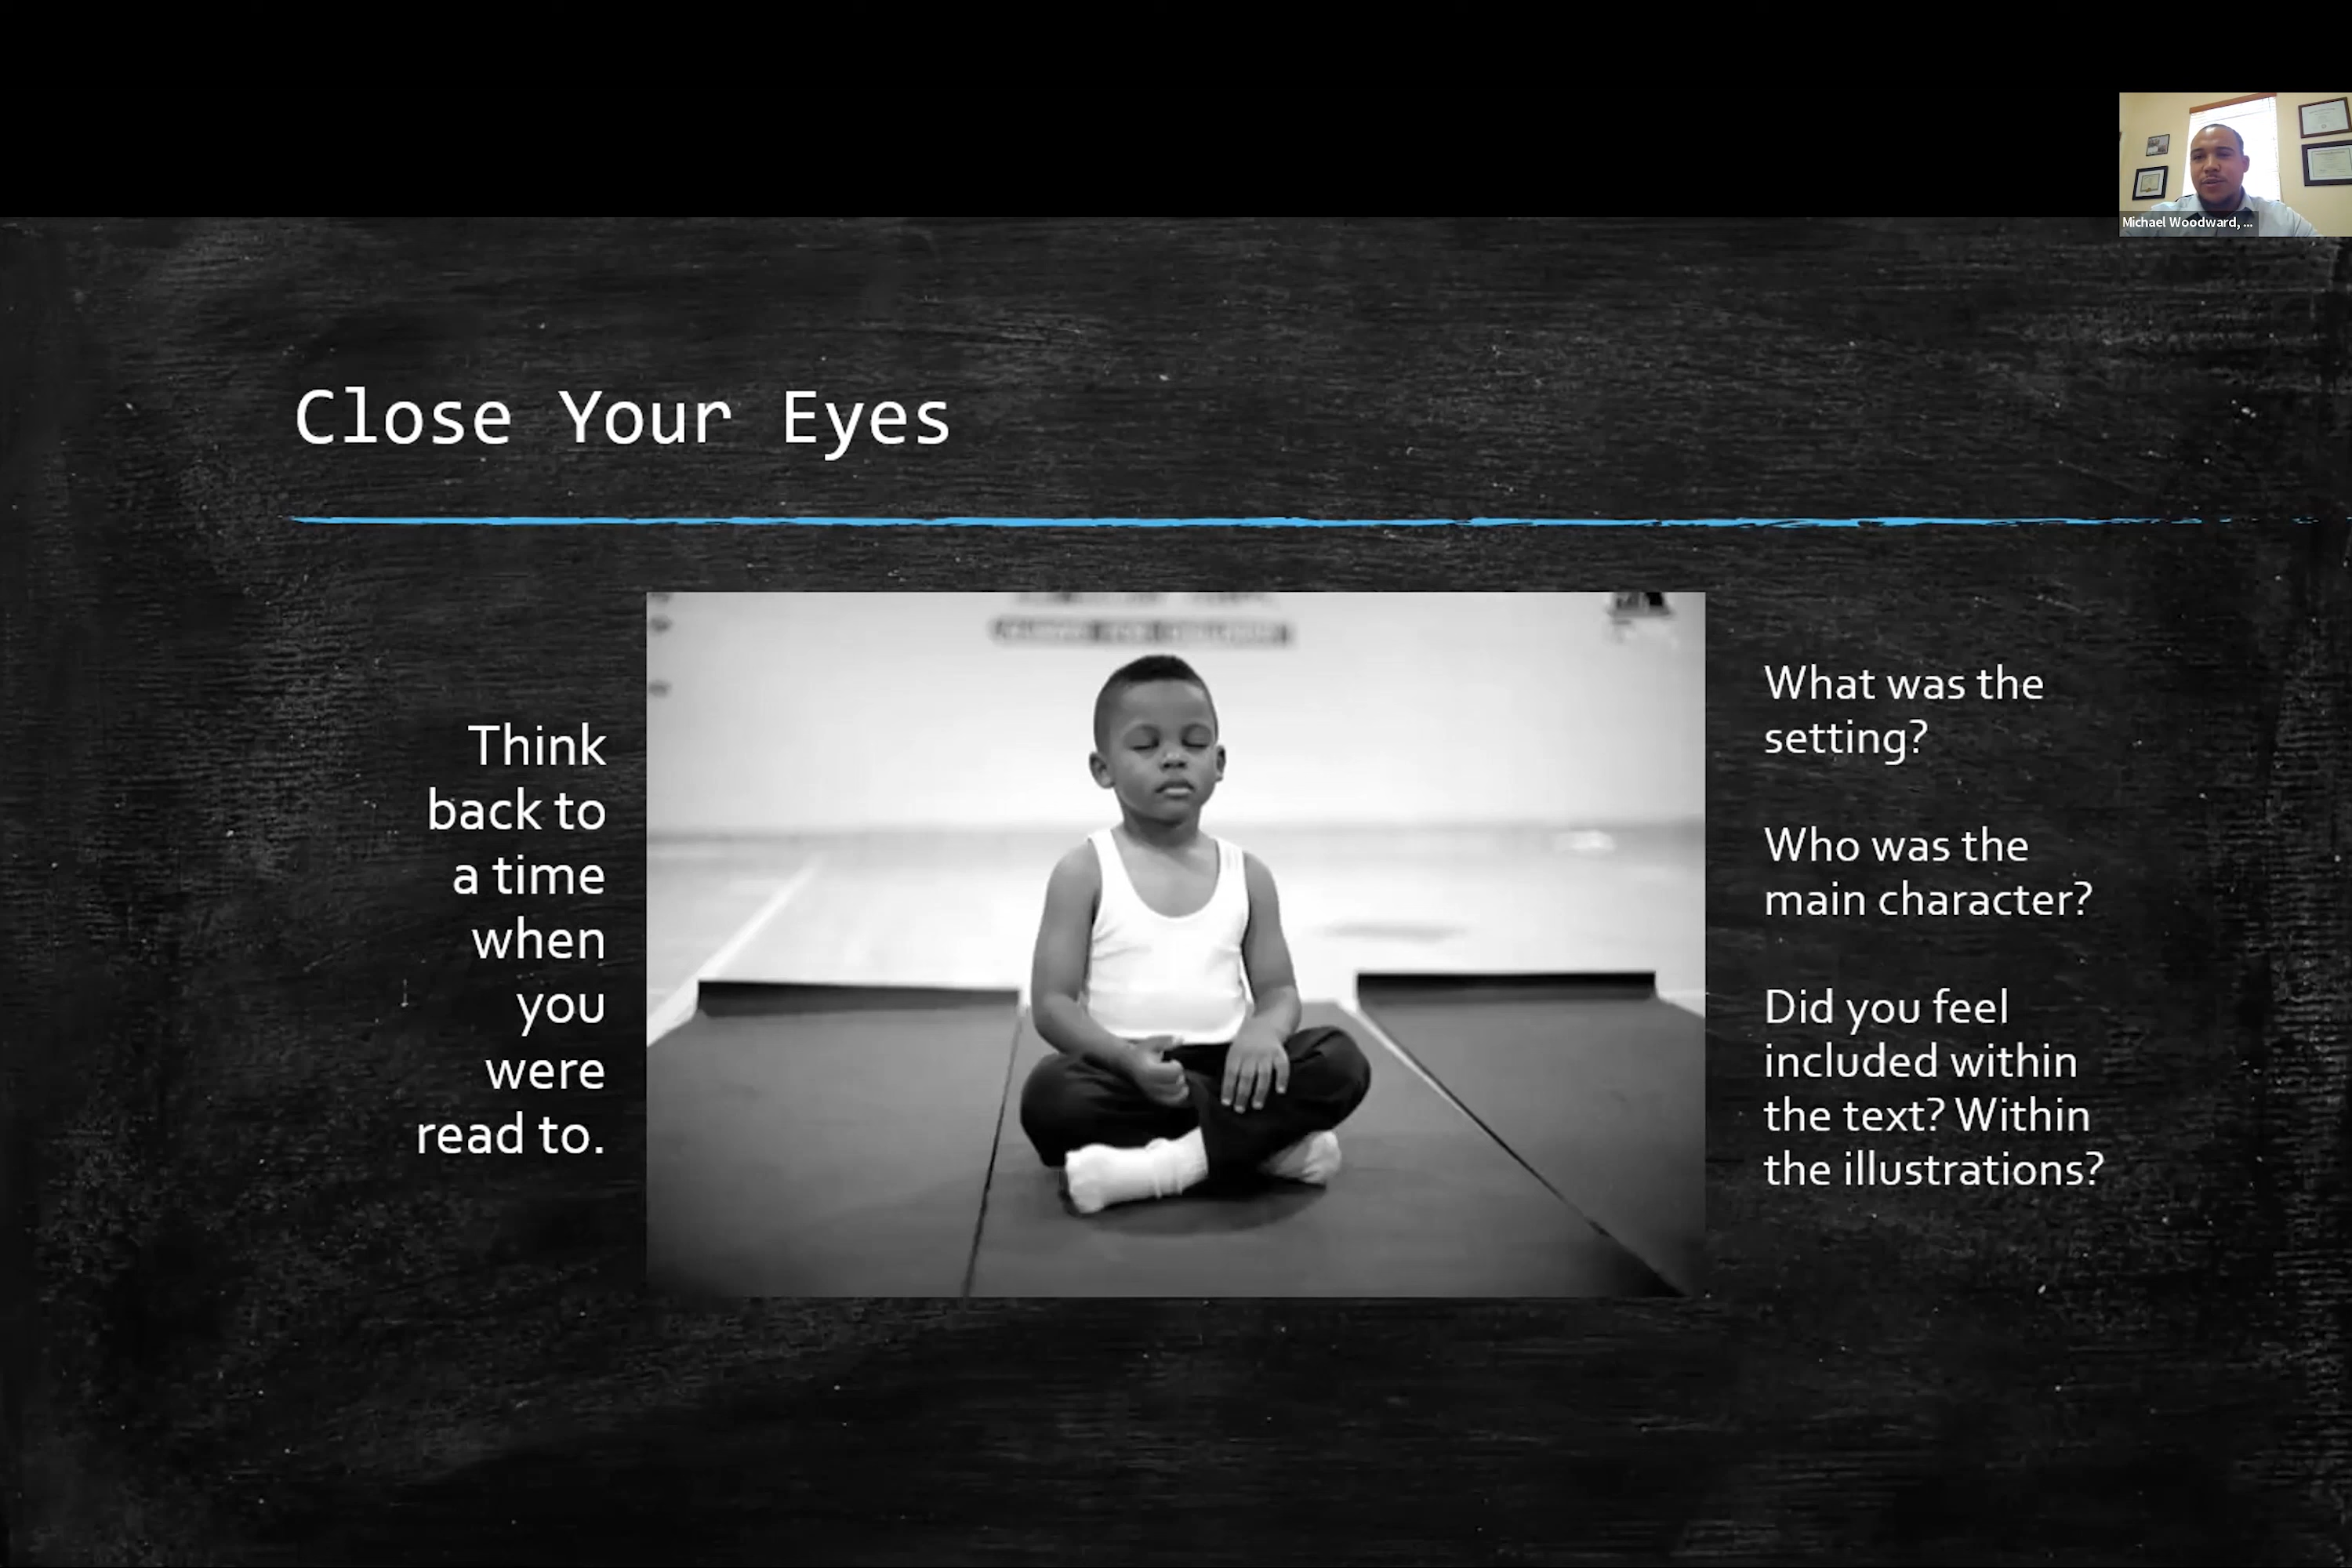 Michael Woodward, ...
Close Your Eyes
Think
back to
a time
when
you
were
read to.
What was the
setting?
Who was the
main character?
Did you feel
included within
the text? Within
the illustrations?